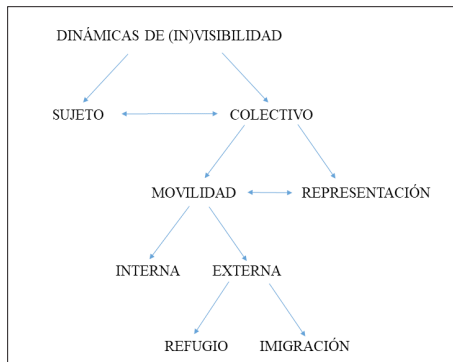 DINÁMICAS DE (IN)VISIBILIDAD
SUJETO COLECTIVO
MOVILIDAD REPRESENTACIÓN
INTERNA EXTERNA
REFUGIO IMIGRACIÓN